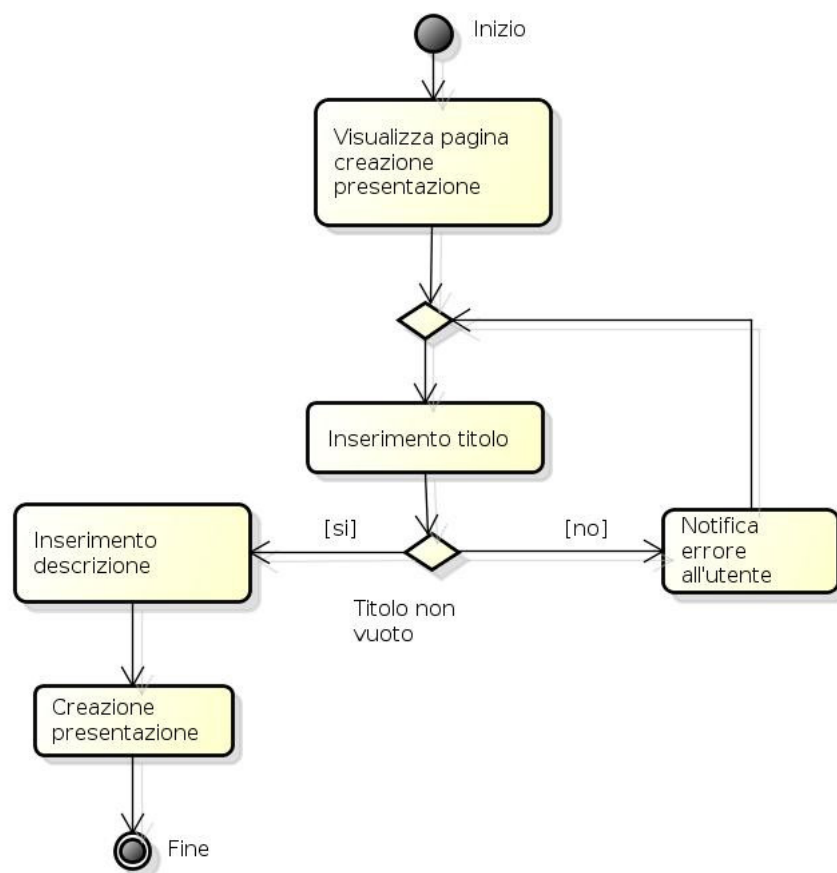 Inizio
Visualizza pagina
creazione
presentazione
Inserimento titolo
[si]
[no]
Inserimento
descrizione
Notifica
errore
all'utente
Titolo non
vuoto
Creazione
presentazione
Fine